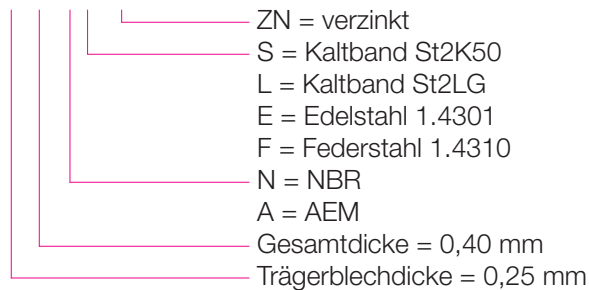 ZN = verzinkt
S = Kaltband St2K50
L = Kaltband St2LG
E = Edelstahl 1.4301
F = Federstahl 1.4310
N = NBR
A = AEM
Gesamtdicke = 0,40 mm
Trägerblechdicke = 0,25 mm